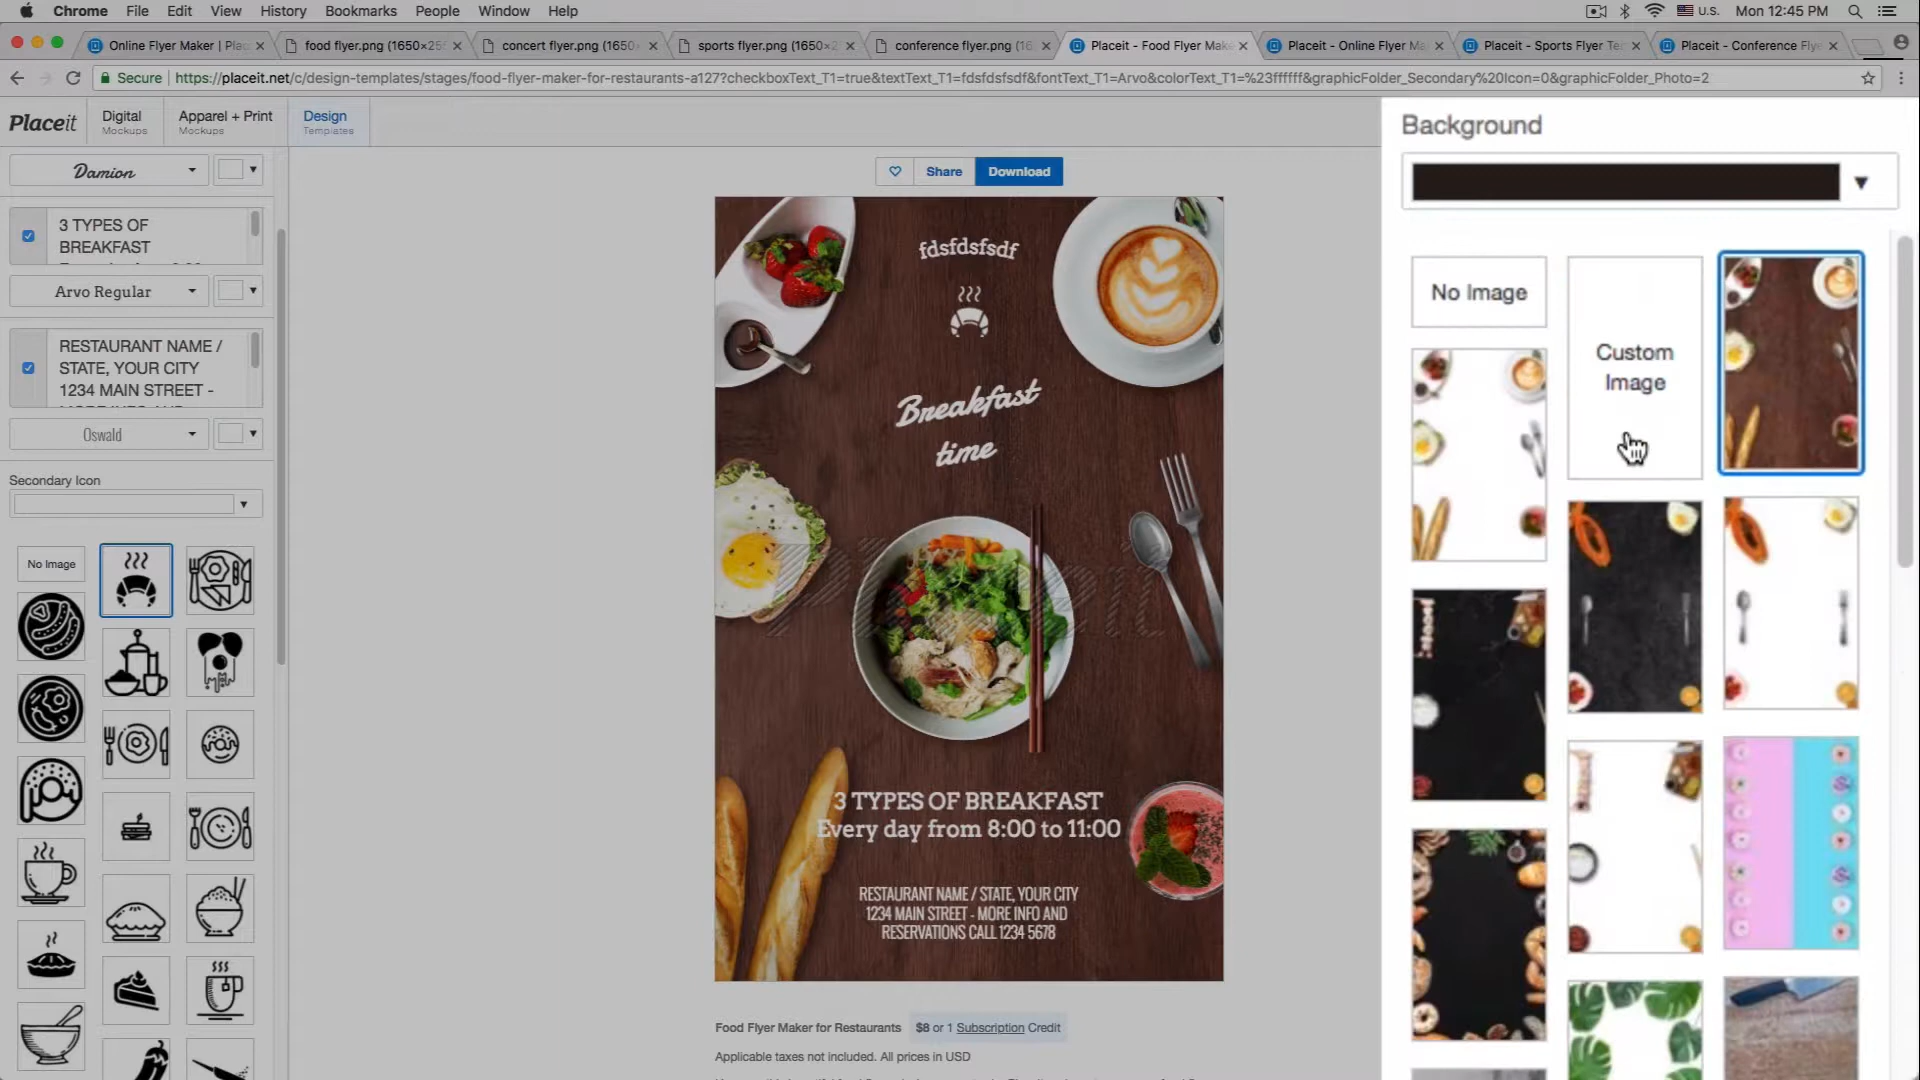 Chrome File Edit View History Bookmarks People Window Help
U.S. Mon 12:45 PM
Online Flyer Maker | Pla
food flyer.png (1650×25
concert flyer.png (1650×
sports flyer.png (1650×2
conference flyer.png (16
Placeit - Food Flyer Make
Placeit - Online Flyer Ma
Placeit - Sports Flyer Te
Placeit - Conference Flye
Secure https://placeit.net/c/design-templates/stages/food-flyer-maker-for-restaurants-a127?checkboxText_T1=true&textText_T1=fdsfdsfsdf&fontText_T1=Arvo&colorText_T1=%23ffffff&graphicFolder_Secondary%20Icon=0&graphicFolder_Photo=2
Placeit
Digital
Mockups
Apparel + Print
Mockups
Design
Templates
Damion
3 TYPES OF
BREAKFAST
Arvo Regular
RESTAURANT NAME /
STATE, YOUR CITY
1234 MAIN STREET -
MORE INFO AND
Oswald
Secondary Icon
No Image
Share
Download
fdsfdsfsdf
Breakfast
time
Placeit
3 TYPES OF BREAKFAST
Every day from 8:00 to 11:00
RESTAURANT NAME / STATE, YOUR CITY
1234 MAIN STREET - MORE INFO AND
RESERVATIONS CALL 1234 5678
Food Flyer Maker for Restaurants $8 or 1 Subscription Credit
Applicable taxes not included. All prices in USD
Background
No Image
Custom
Image